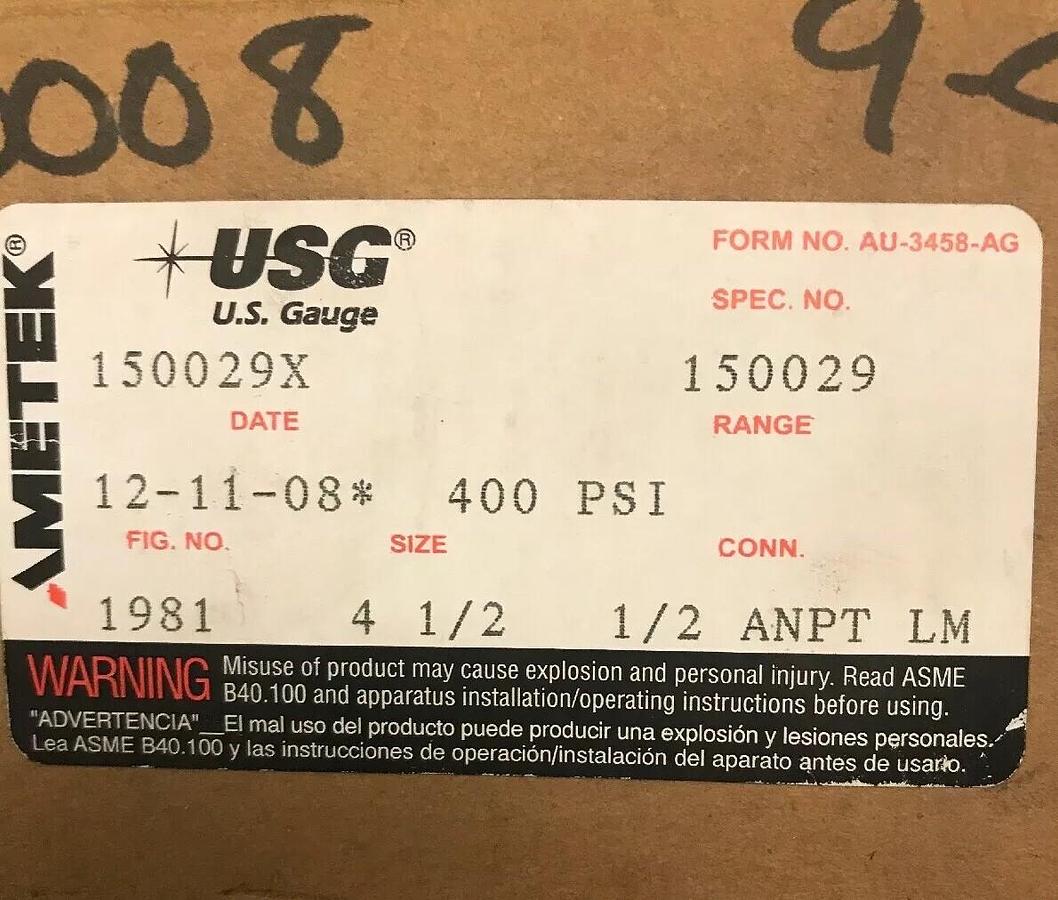 0008 9
AMETEK®
USG®
U.S. Gauge
FORM NO. AU-3458-AG
SPEC. NO.
150029X 150029
DATE RANGE
12-11-08* 400 PSI
FIG. NO. SIZE CONN.
1981 4 1/2 1/2 ANPT LM
WARNING Misuse of product may cause explosion and personal injury. Read ASME
B40.100 and apparatus installation/operating instructions before using.
"ADVERTENCIA"__El mal uso del producto puede producir una explosión y lesiones personales.
Lea ASME B40.100 y las instrucciones de operación/instalación del aparato antes de usarlo.